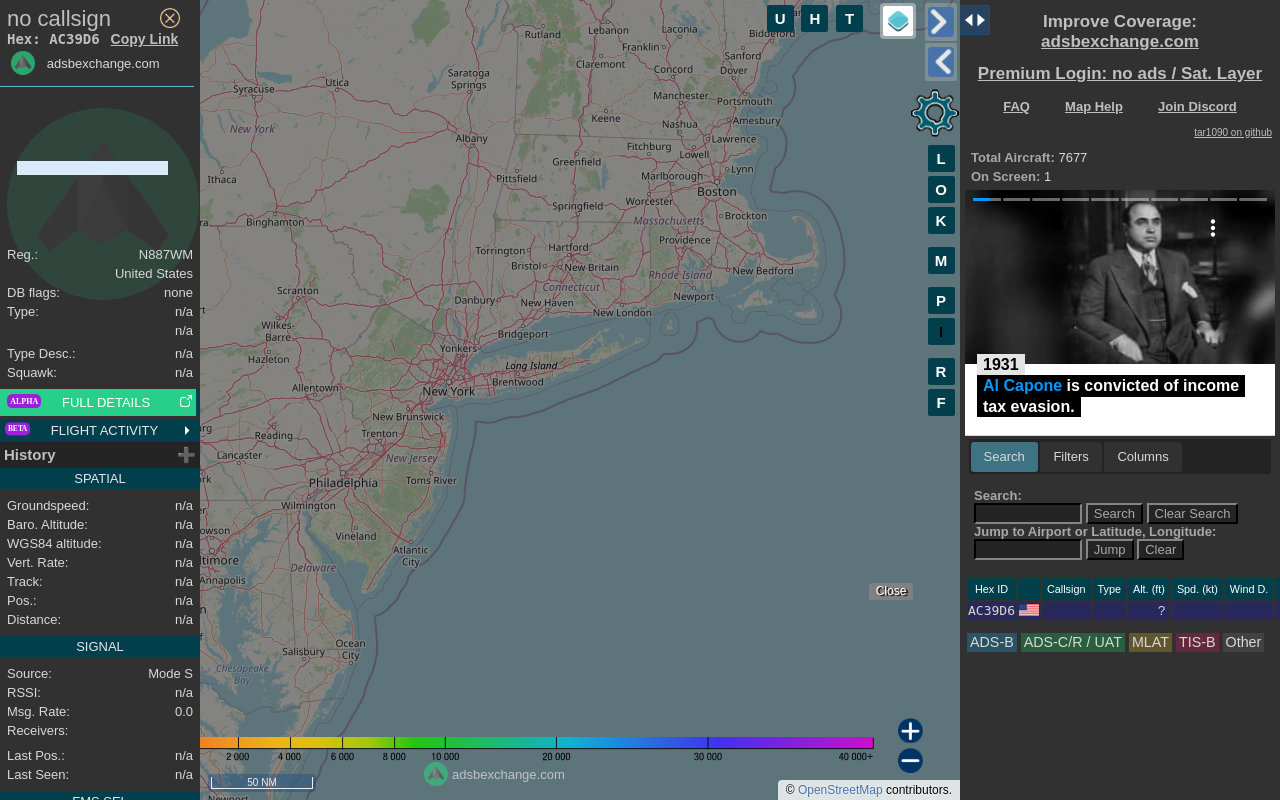 no callsign
Hex: AC39D6 Copy Link
adsbexchange.com
Reg.: N887WM
United States
DB flags: none
Type: n/a
n/a
Type Desc.: n/a
Squawk: n/a
ALPHA FULL DETAILS
BETA FLIGHT ACTIVITY
History
SPATIAL
Groundspeed: n/a
Baro. Altitude: n/a
WGS84 altitude: n/a
Vert. Rate: n/a
Track: n/a
Pos.: n/a
Distance: n/a
SIGNAL
Source: Mode S
RSSI: n/a
Msg. Rate: 0.0
Receivers:
Last Pos.: n/a
Last Seen: n/a
U H T
L
O
K
M
P
I
R
F
Rutland
Lebanon
Laconia
Biddeford
Franklin
Sanford
Claremont
Concord
Dover
Saratoga
Springs
Utica
Syracuse
Manchester
Portsmouth
Keene
Nashua
Amesbury
New York
Albany
Fitchburg
Lawrence
Greenfield
Lowell
Lynn
Ithaca
Pittsfield
Marlborough
Boston
Worcester
Springfield
Massachusetts
Brockton
Binghamton
Providence
Torrington
Hartford
Bristol
New Britain
Rhode Island
New Bedford
Connecticut
Scranton
Danbury
New Haven
Newport
New London
Wilkes-
Barre
Bridgeport
Yonkers
Hazleton
Long Island
Brentwood
Allentown
New York
New Brunswick
Reading
Trenton
Lancaster
New Jersey
Philadelphia
Toms River
Wilmington
Vineland
Atlantic
City
Annapolis
Delaware
Ocean
City
Salisbury
Chesapeake
Bay
Close
2 000 4 000 6 000 8 000 10 000 20 000 30 000 40 000+
50 NM
adsbexchange.com
© OpenStreetMap contributors.
Improve Coverage:
adsbexchange.com
Premium Login: no ads / Sat. Layer
FAQ Map Help Join Discord
tar1090 on github
Total Aircraft: 7677
On Screen: 1
1931
Al Capone is convicted of income
tax evasion.
Search Filters Columns
Search:
Search Clear Search
Jump to Airport or Latitude, Longitude:
Jump Clear
Hex ID Callsign Type Alt. (ft) Spd. (kt) Wind D.
AC39D6 ?
ADS-B ADS-C/R / UAT MLAT TIS-B Other